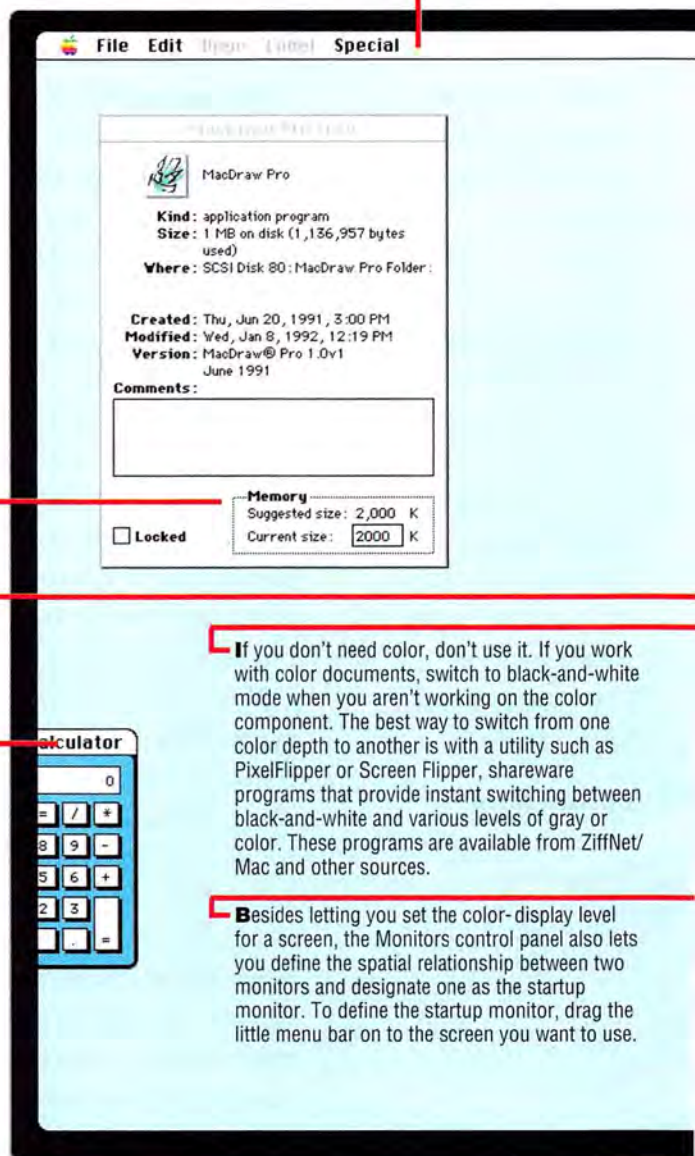 File Edit Special
MacDraw Pro
Kind: application program
Size: 1 MB on disk (1,136,957 bytes
used)
Where: SCSI Disk 80: MacDraw Pro Folder:
Created: Thu, Jun 20, 1991, 3:00 PM
Modified: Wed, Jan 8, 1992, 12:19 PM
Version: MacDraw® Pro 1.0v1
June 1991
Comments:
Memory
Suggested size: 2,000 K
Locked
Current size: 2000 K
If you don't need color, don't use it. If you work
with color documents, switch to black-and-white
mode when you aren't working on the color
component. The best way to switch from one
color depth to another is with a utility such as
PixelFlipper or Screen Flipper, shareware
programs that provide instant switching between
black-and-white and various levels of gray or
color. These programs are available from ZiffNet/
Mac and other sources.
alculator
0
= / *
8 9 -
5 6 +
2 3
. =
Besides letting you set the color-display level
for a screen, the Monitors control panel also lets
you define the spatial relationship between two
monitors and designate one as the startup
monitor. To define the startup monitor, drag the
little menu bar on to the screen you want to use.